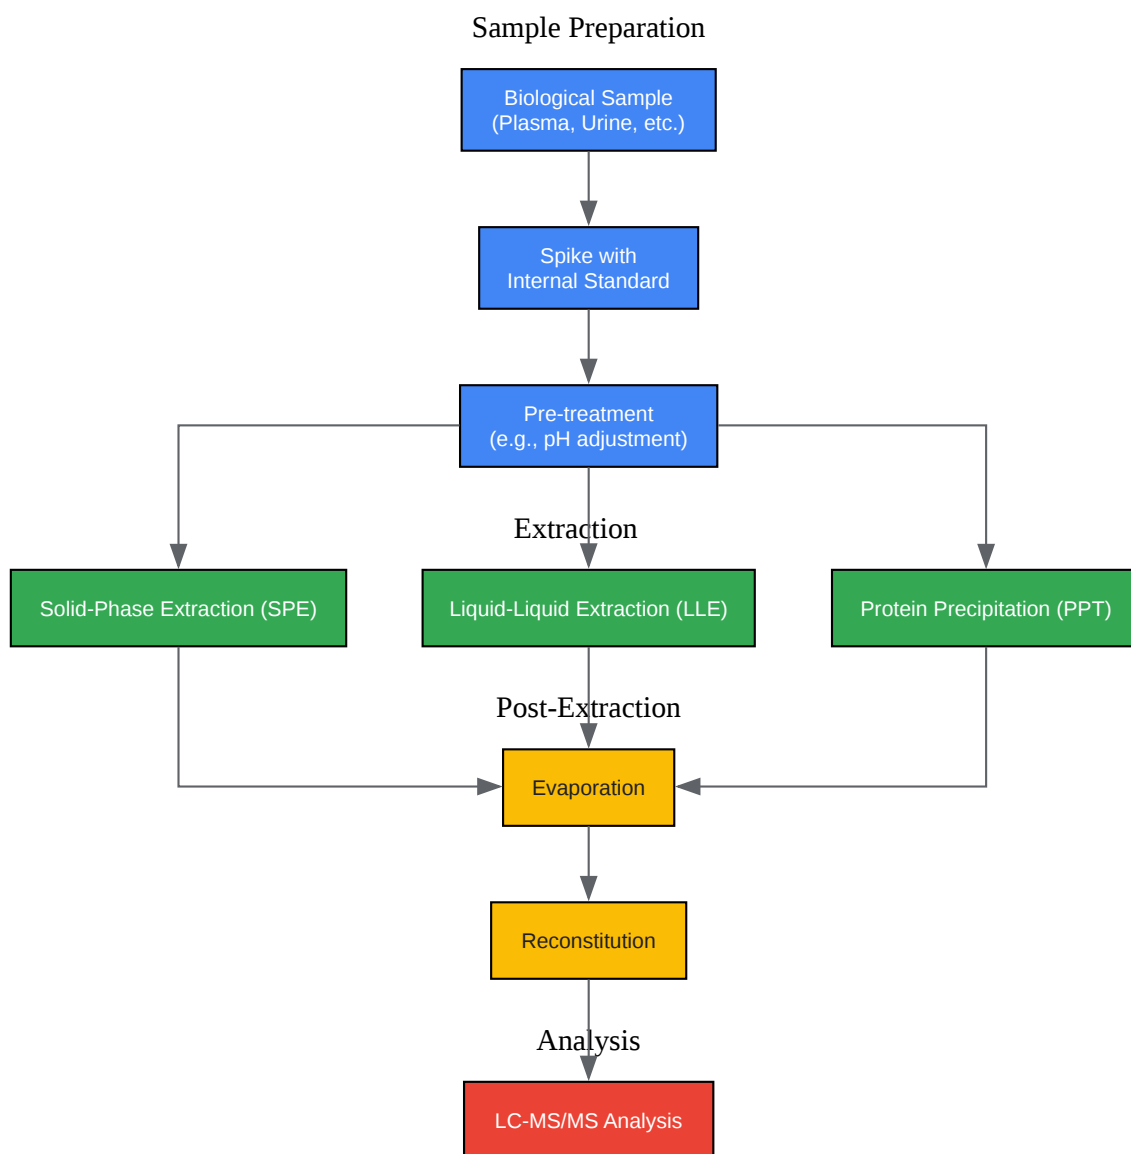 Sample Preparation
Biological Sample
(Plasma, Urine, etc.)
Spike with
Internal Standard
Pre-treatment
(e.g., pH adjustment)
Extraction
Solid-Phase Extraction (SPE)
Liquid-Liquid Extraction (LLE)
Protein Precipitation (PPT)
Post-Extraction
Evaporation
Reconstitution
Analysis
LC-MS/MS Analysis